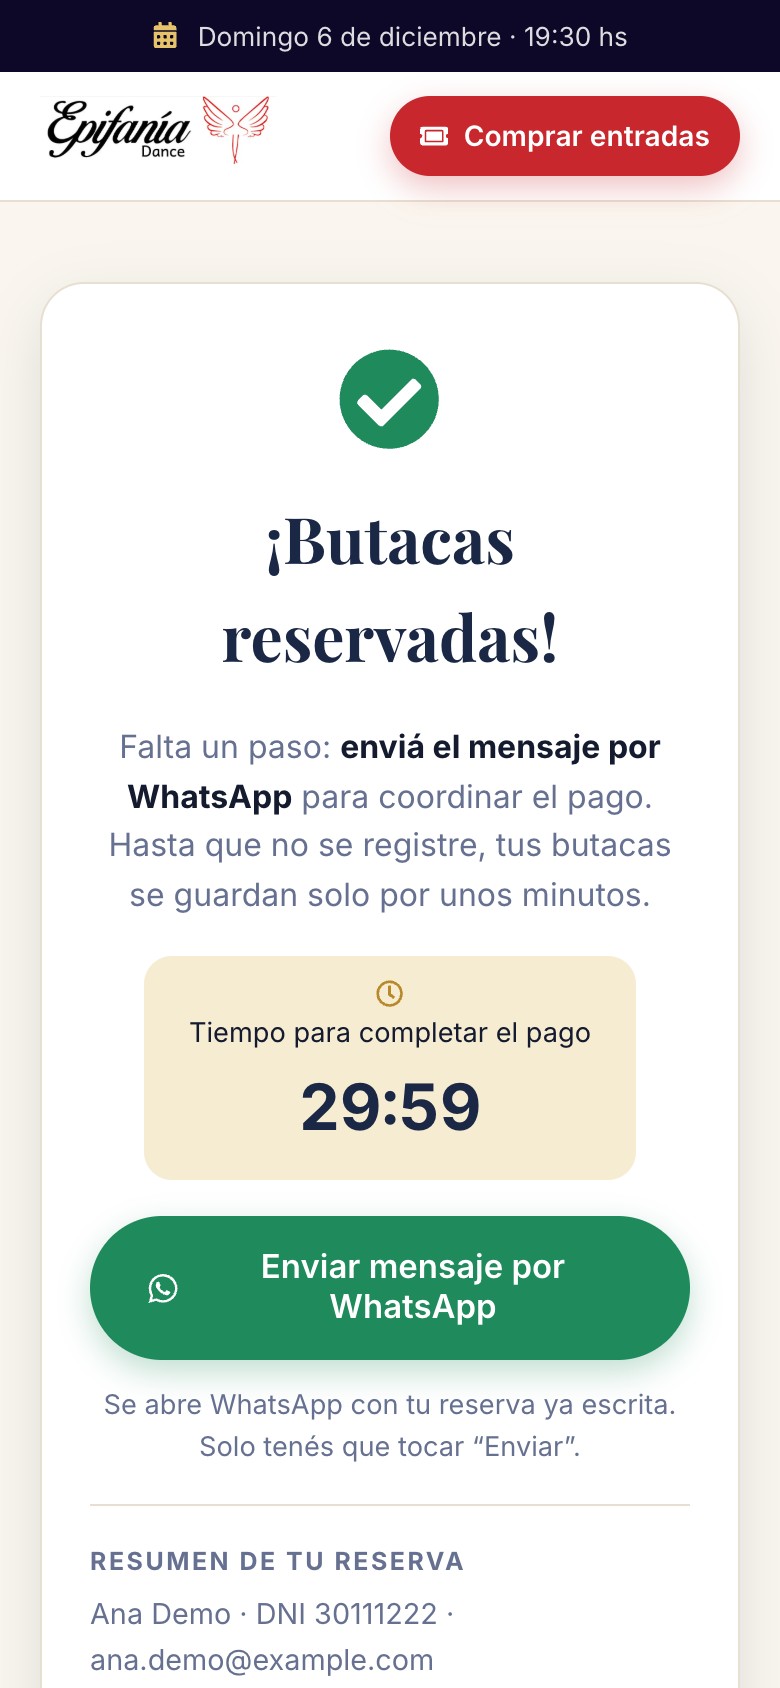 Domingo 6 de diciembre · 19:30 hs
Epifanía
Dance
Comprar entradas
¡Butacas
reservadas!
Falta un paso: enviá el mensaje por
WhatsApp para coordinar el pago.
Hasta que no se registre, tus butacas
se guardan solo por unos minutos.
Tiempo para completar el pago
29:59
Enviar mensaje por
WhatsApp
Se abre WhatsApp con tu reserva ya escrita.
Solo tenés que tocar “Enviar”.
RESUMEN DE TU RESERVA
Ana Demo · DNI 30111222 ·
ana.demo@example.com